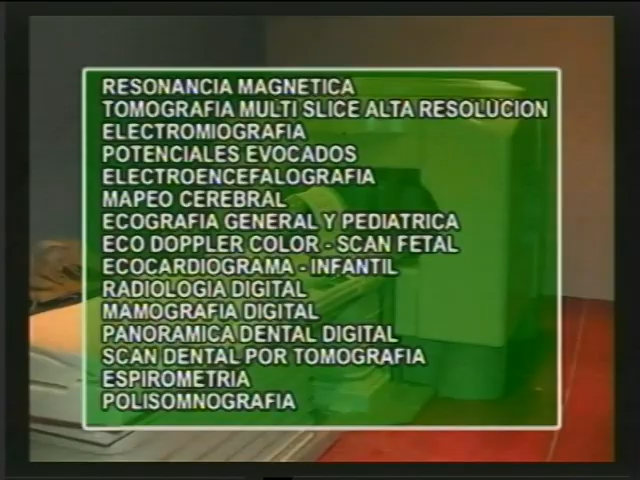 RESONANCIA MAGNETICA
TOMOGRAFIA MULTI SLICE ALTA RESOLUCION
ELECTROMIOGRAFIA
POTENCIALES EVOCADOS
ELECTROENCEFALOGRAFIA
MAPEO CEREBRAL
ECOGRAFIA GENERAL Y PEDIATRICA
ECO DOPPLER COLOR - SCAN FETAL
ECOCARDIOGRAMA - INFANTIL
RADIOLOGIA DIGITAL
MAMOGRAFIA DIGITAL
PANORAMICA DENTAL DIGITAL
SCAN DENTAL POR TOMOGRAFIA
ESPIROMETRIA
POLISOMNOGRAFIA